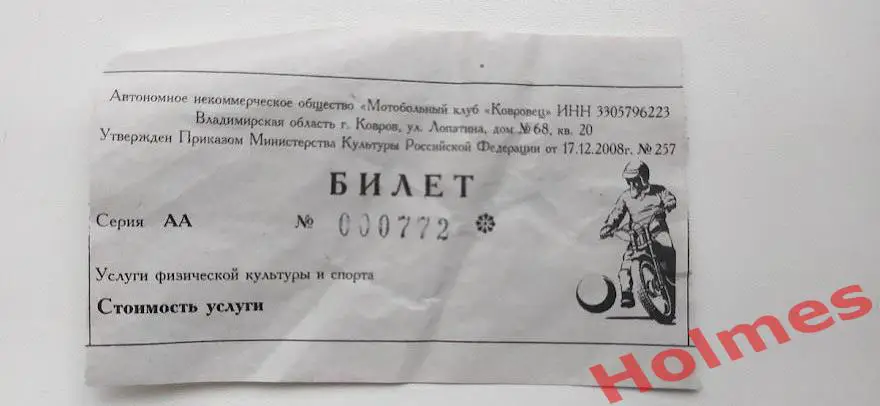 Автономное некоммерческое общество «Мотобольный клуб «Ковровец» ИНН 3305796223
Владимирская область г. Ковров, ул. Лопатина, дом №68, кв. 20
Утвержден Приказом Министерства Культуры Российской Федерации от 17.12.2008г. №257
БИЛЕТ
Серия АА № 000772
Услуги физической культуры и спорта
Стоимость услуги
Holmes